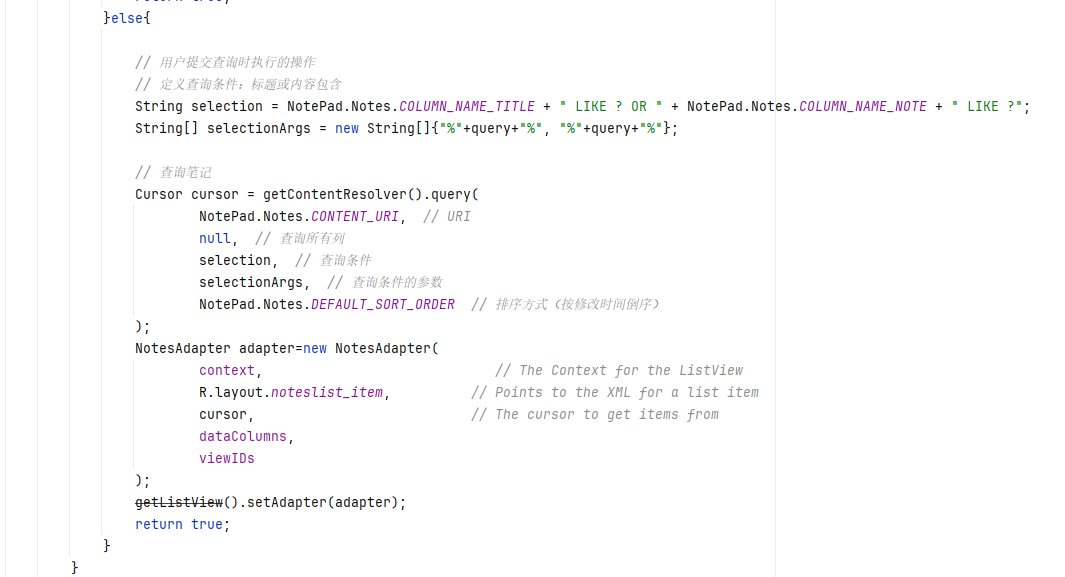 }else{
// 用户提交查询时执行的操作
// 定义查询条件：标题或内容包含
String selection = NotePad.Notes.COLUMN_NAME_TITLE + " LIKE ? OR " + NotePad.Notes.COLUMN_NAME_NOTE + " LIKE ?";
String[] selectionArgs = new String[]{"%"+query+"%", "%"+query+"%"};
// 查询笔记
Cursor cursor = getContentResolver().query(
NotePad.Notes.CONTENT_URI,  // URI
null,  // 查询所有列
selection,  // 查询条件
selectionArgs,  // 查询条件的参数
NotePad.Notes.DEFAULT_SORT_ORDER  // 排序方式（按修改时间倒序）
);
NotesAdapter adapter=new NotesAdapter(
context,                             // The Context for the ListView
R.layout.noteslist_item,          // Points to the XML for a list item
cursor,                           // The cursor to get items from
dataColumns,
viewIDs
);
getListView().setAdapter(adapter);
return true;
}
}